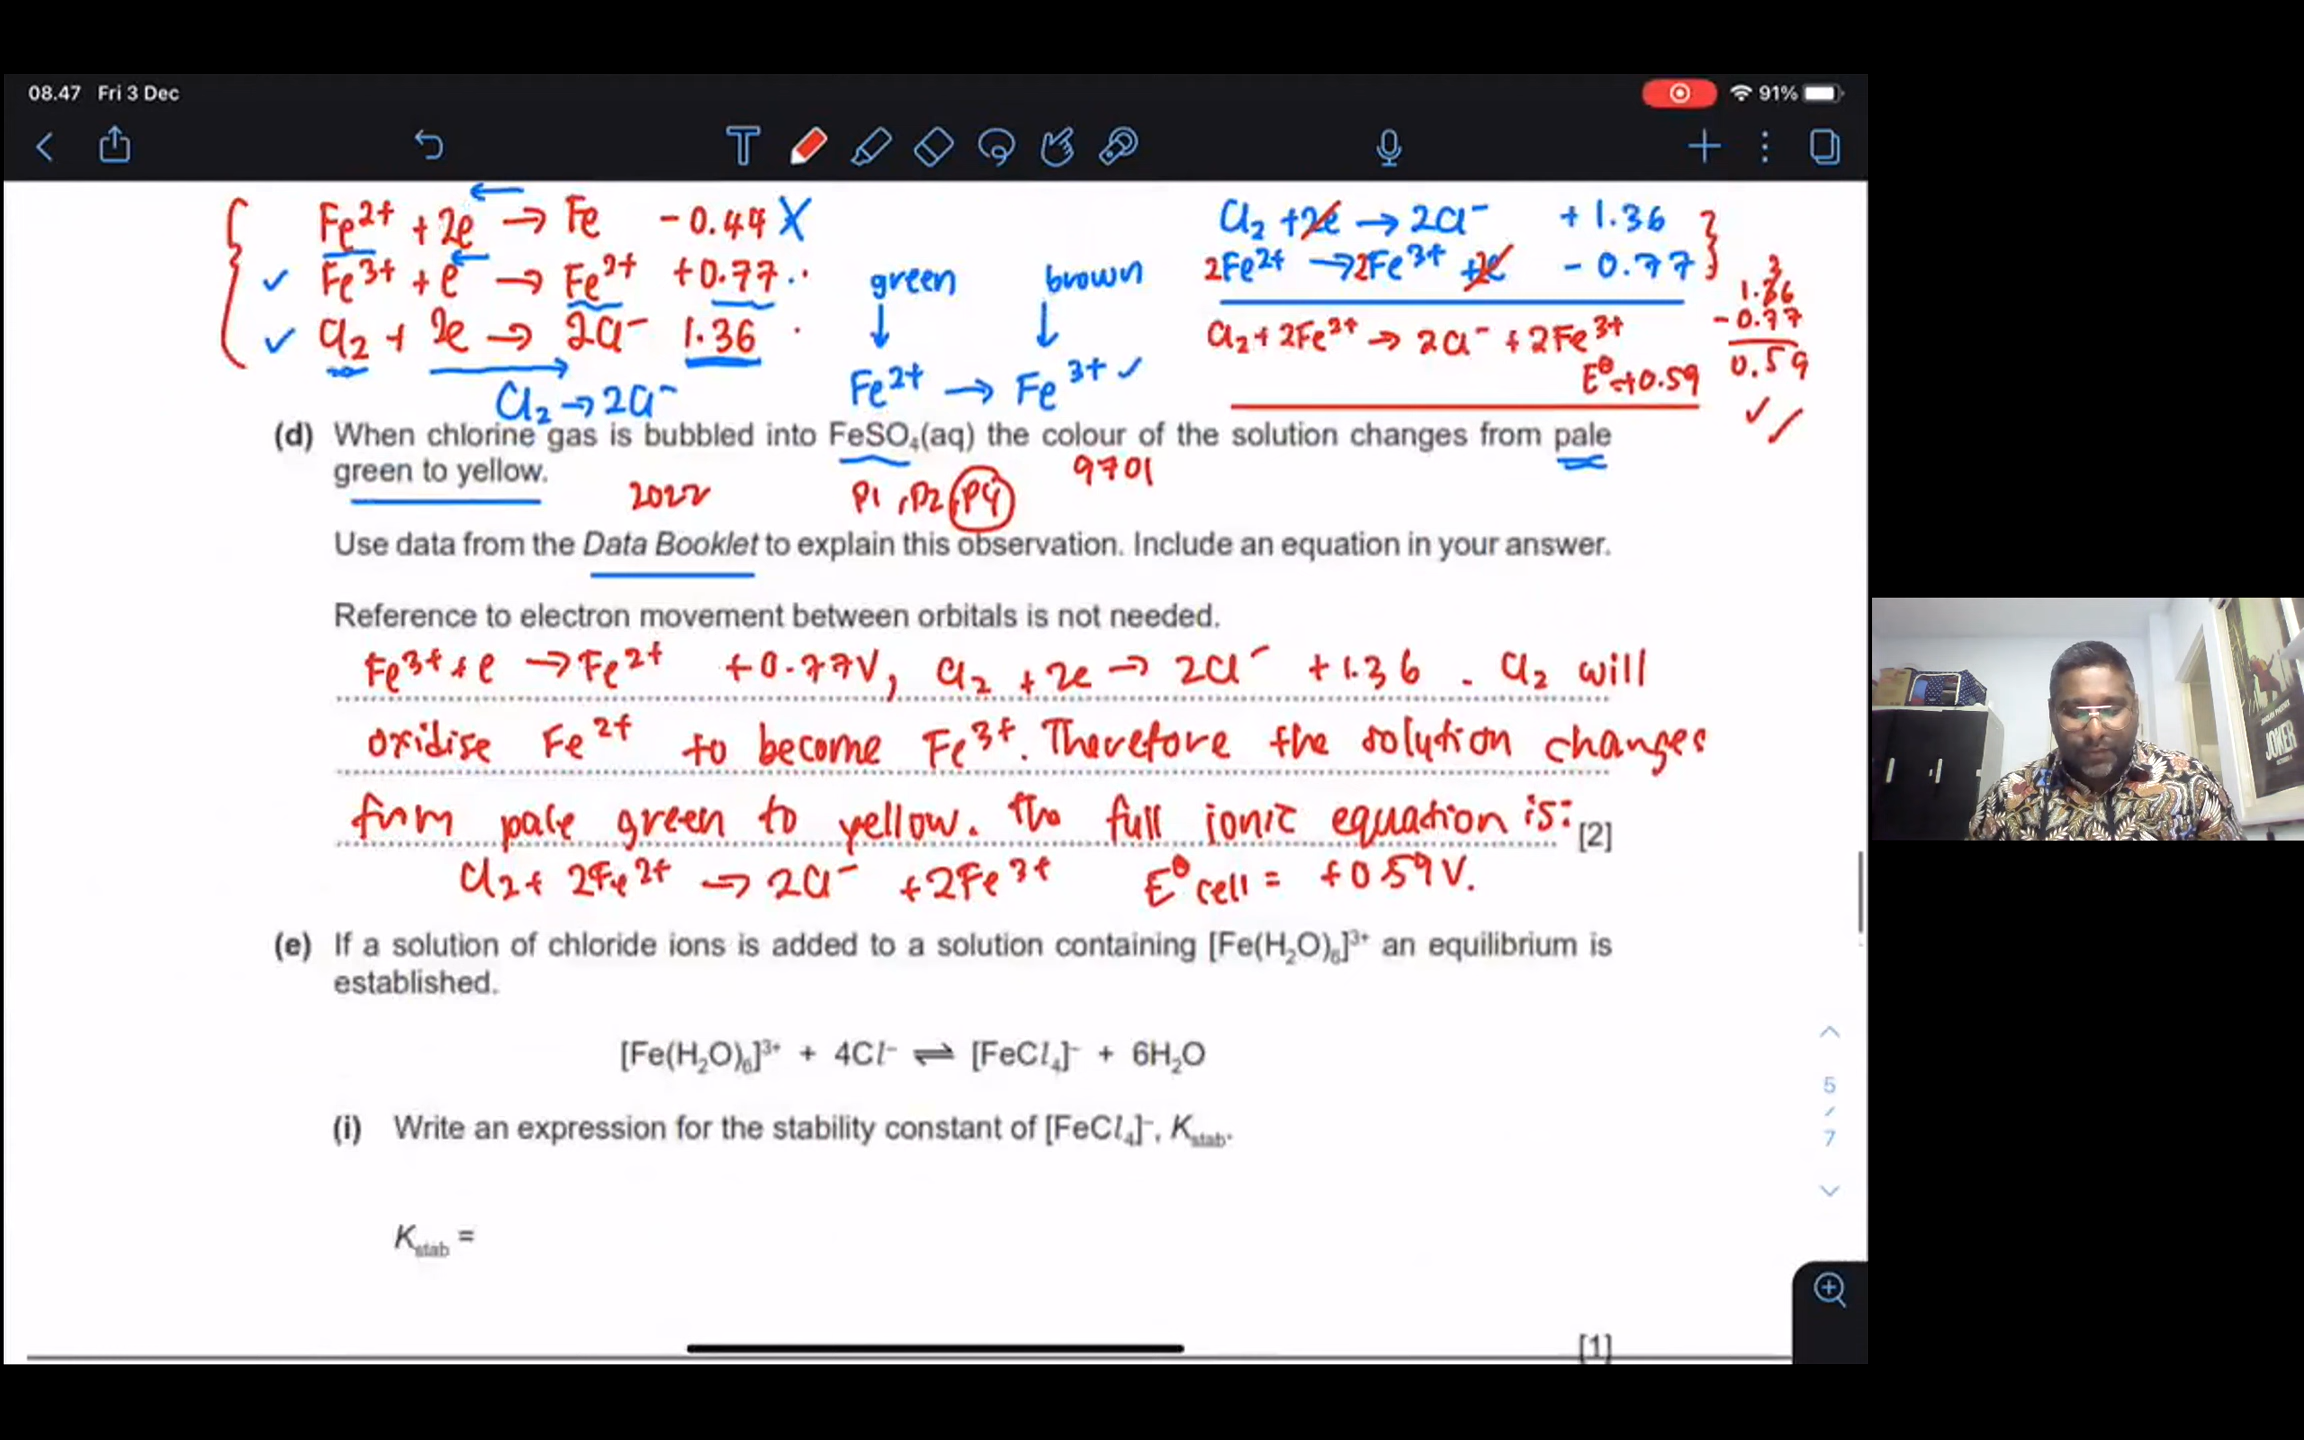 08.47 Fri 3 Dec
91%
T
Fe²⁺ + 2e → Fe -0.44 X
Fe³⁺ + e → Fe²⁺ +0.77
Cl₂ + 2e → 2Cl⁻ 1.36
Cl₂ → 2Cl⁻
green brown
Fe²⁺ → Fe³⁺ ✓
Cl₂ + 2e → 2Cl⁻ +1.36
2Fe²⁺ → 2Fe³⁺ + 2e -0.77
Cl₂ + 2Fe²⁺ → 2Cl⁻ + 2Fe³⁺
E⁰=+0.59
1.36
-0.77
0.59
(d) When chlorine gas is bubbled into FeSO₄(aq) the colour of the solution changes from pale
green to yellow.
2022 P1, P2, P4 9701
Use data from the Data Booklet to explain this observation. Include an equation in your answer.
Reference to electron movement between orbitals is not needed.
Fe³⁺ + e → Fe²⁺ +0.77V, Cl₂ + 2e → 2Cl⁻ +1.36 . Cl₂ will
oxidise Fe²⁺ to become Fe³⁺. Therefore the solution changes
from pale green to yellow. The full ionic equation is: [2]
Cl₂ + 2Fe²⁺ → 2Cl⁻ + 2Fe³⁺ E⁰cell = +0.59V.
(e) If a solution of chloride ions is added to a solution containing [Fe(H₂O)₆]³⁺ an equilibrium is
established.
[Fe(H₂O)₆]³⁺ + 4Cl⁻ ⇌ [FeCl₄]⁻ + 6H₂O
(i) Write an expression for the stability constant of [FeCl₄]⁻, Kstab.
Kstab =
[1]
5
/
7
JOKER